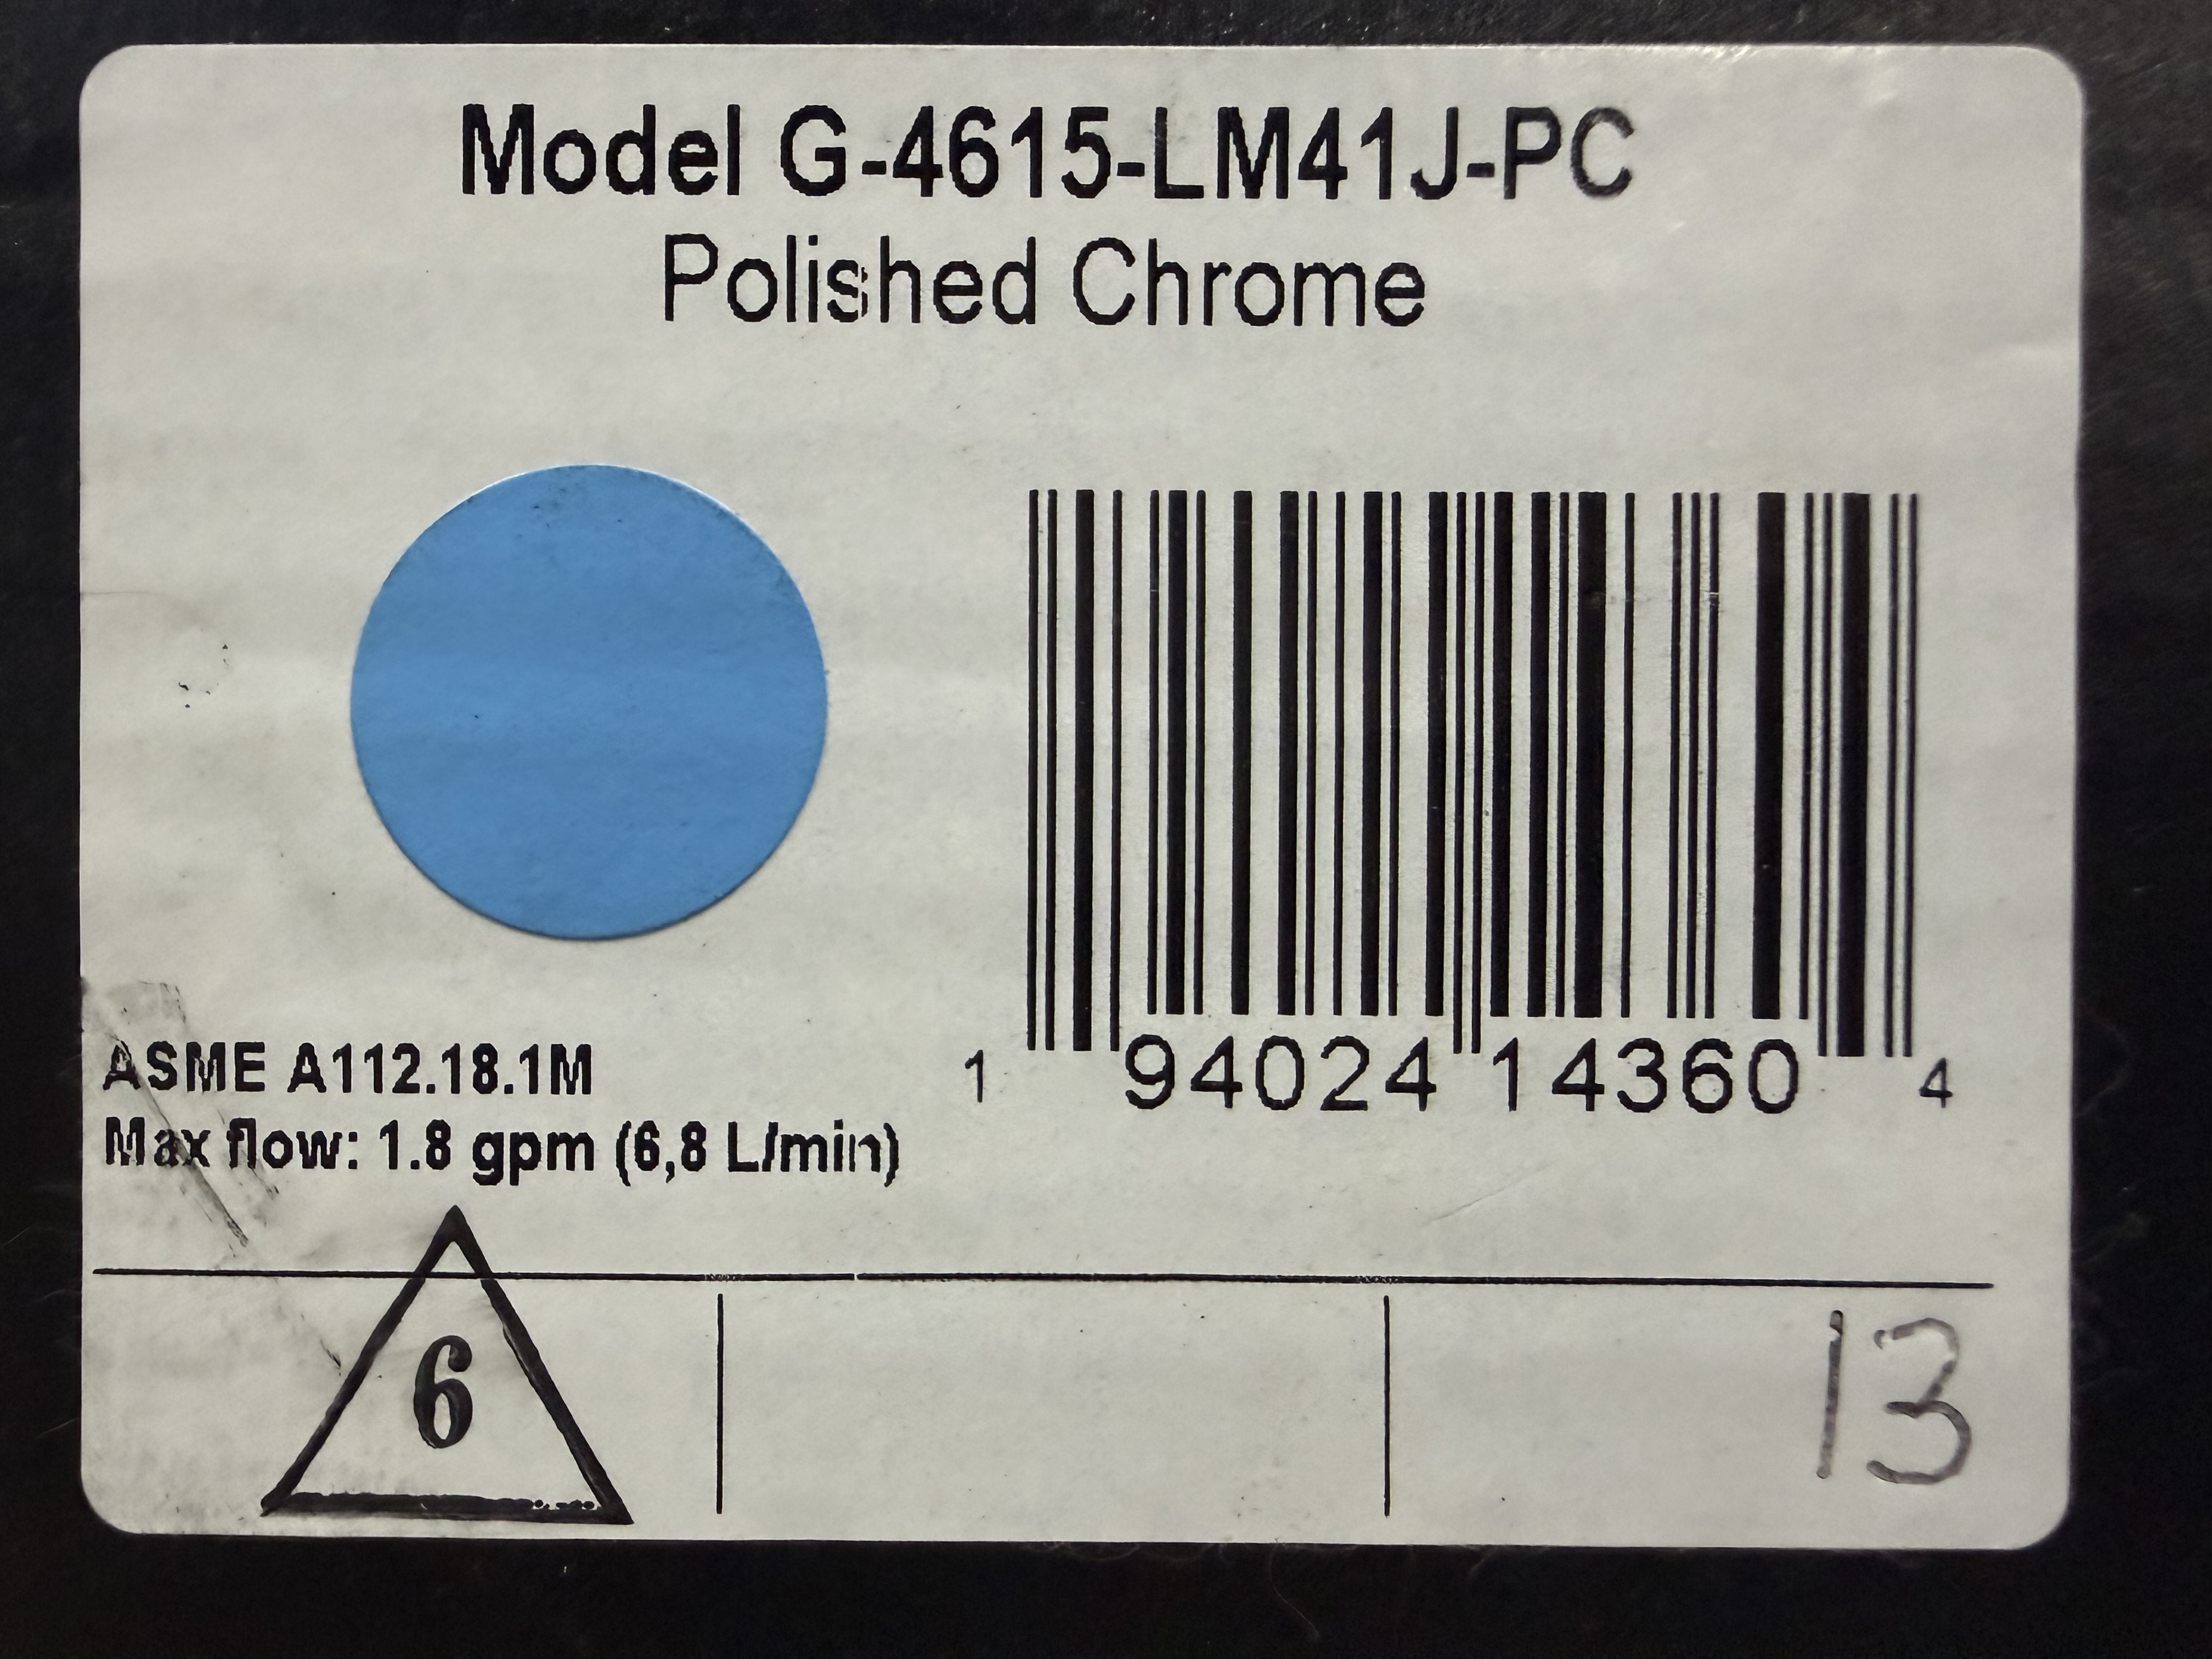 Model G-4615-LM41J-PC
Polished Chrome
ASME A112.18.1M
Max flow: 1.8 gpm (6,8 L/min)
1 94024 14360 4
6
13